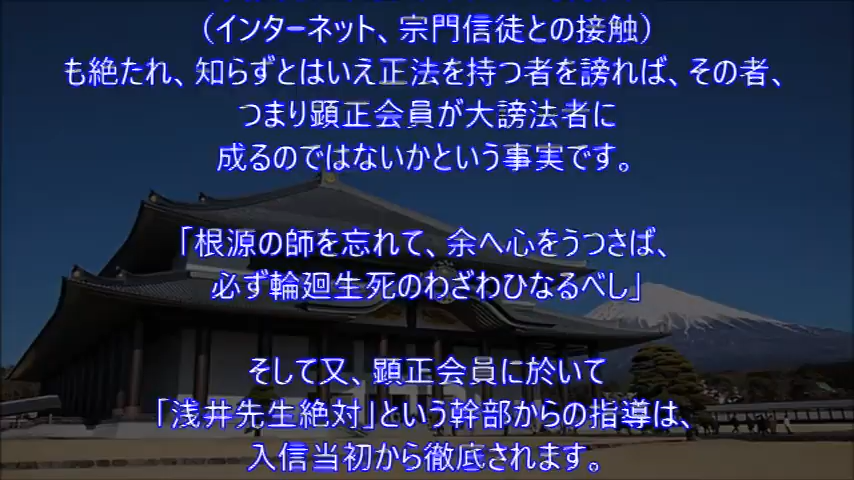 （インターネット、宗門信徒との接触）
も絶たれ、知らずとはいえ正法を持つ者を謗れば、その者、
つまり顕正会員が大謗法者に
成るのではないかという事実です。
「根源の師を忘れて、余へ心をうつさば、
必ず輪廻生死のわざわひなるべし」
そして又、顕正会員に於いて
「浅井先生絶対」という幹部からの指導は、
入信当初から徹底されます。